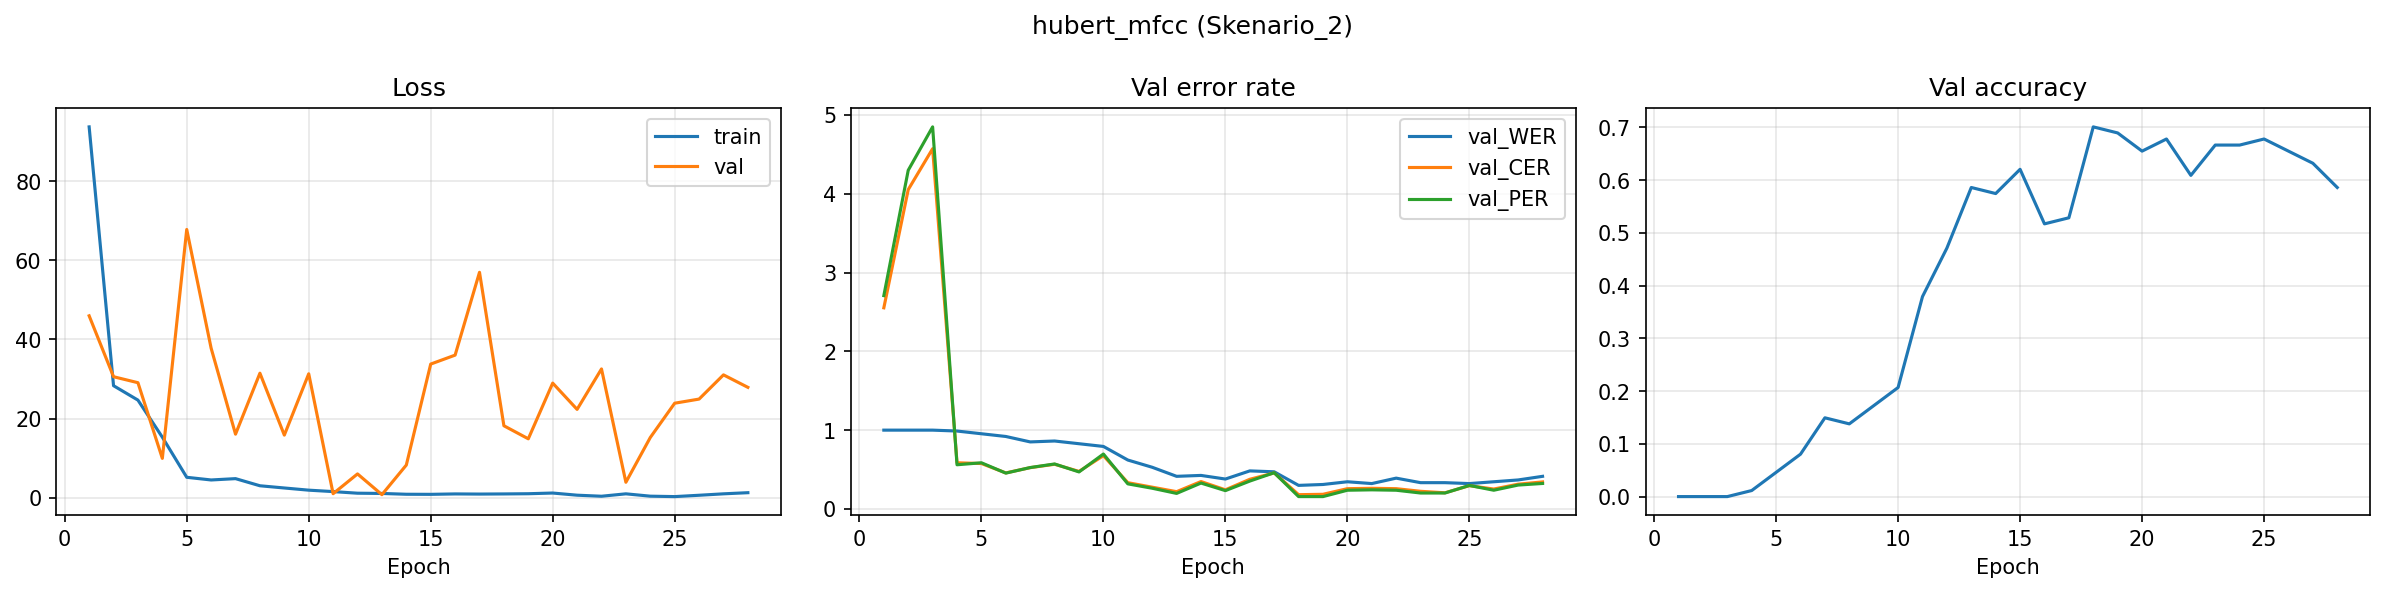 hubert_mfcc (Skenario_2)
Loss
train
val
80
60
40
20
0
0 5 10 15 20 25
Epoch
Val error rate
val_WER
val_CER
val_PER
5
4
3
2
1
0
0 5 10 15 20 25
Epoch
Val accuracy
0.7
0.6
0.5
0.4
0.3
0.2
0.1
0.0
0 5 10 15 20 25
Epoch